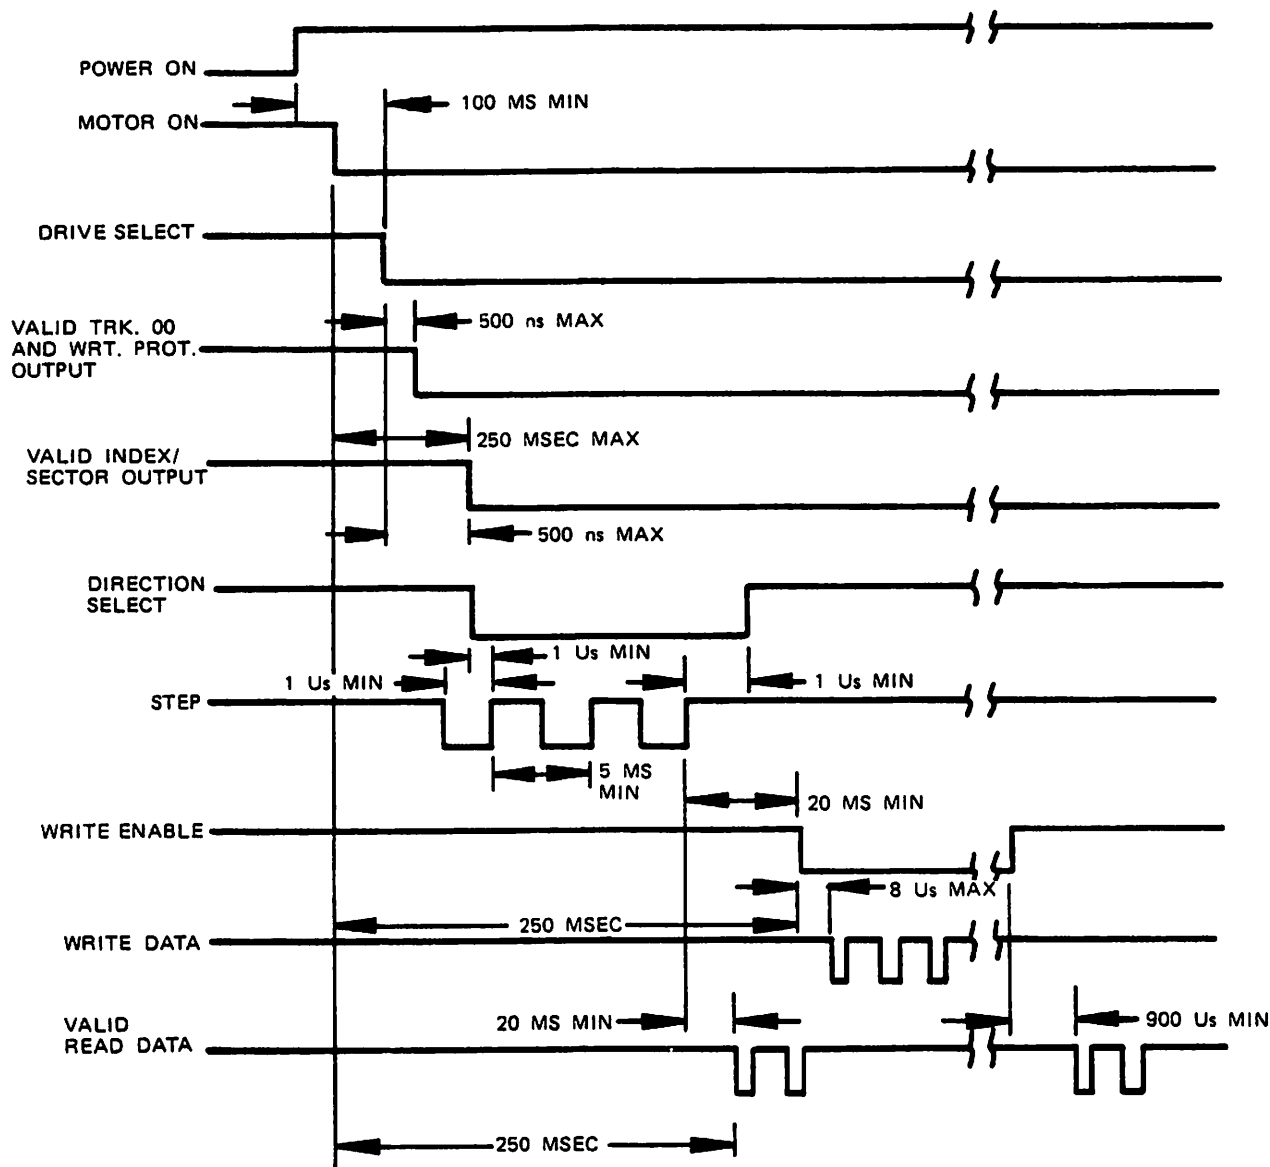 POWER ON
100 MS MIN
MOTOR ON
DRIVE SELECT
500 ns MAX
VALID TRK. 00
AND WRT. PROT.
OUTPUT
250 MSEC MAX
VALID INDEX/
SECTOR OUTPUT
500 ns MAX
DIRECTION
SELECT
1 Us MIN
1 Us MIN
1 Us MIN
STEP
5 MS
MIN
20 MS MIN
WRITE ENABLE
8 Us MAX
250 MSEC
WRITE DATA
20 MS MIN
900 Us MIN
VALID
READ DATA
250 MSEC